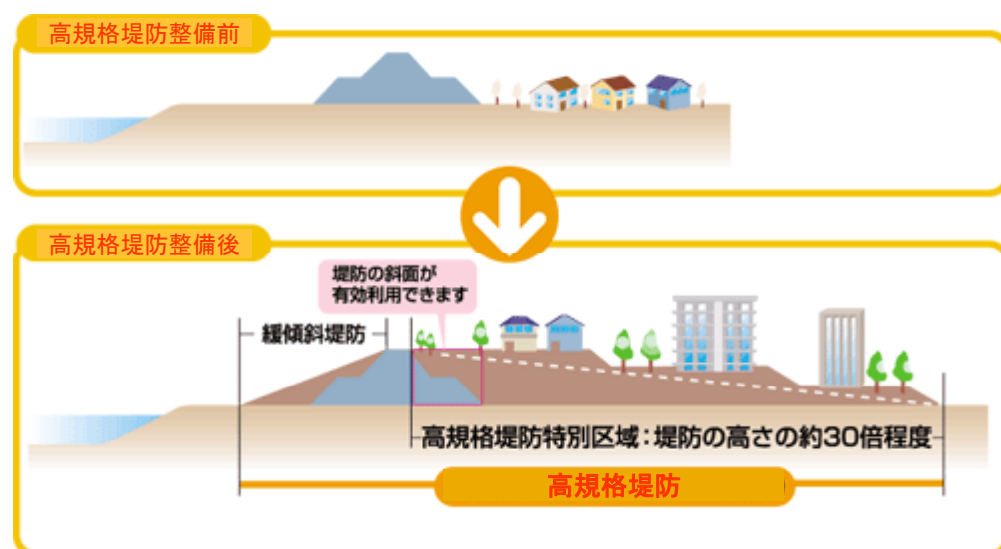 高規格堤防整備前
高規格堤防整備後
堤防の斜面が
有効利用できます
緩傾斜堤防
高規格堤防特別区域:堤防の高さの約30倍程度
高規格堤防